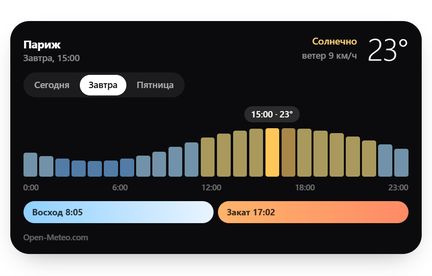 Париж
Завтра, 15:00
Солнечно
ветер 9 км/ч
23°
Сегодня
Завтра
Пятница
15:00 · 23°
0:00
6:00
12:00
18:00
23:00
Восход 8:05
Закат 17:02
Open-Meteo.com